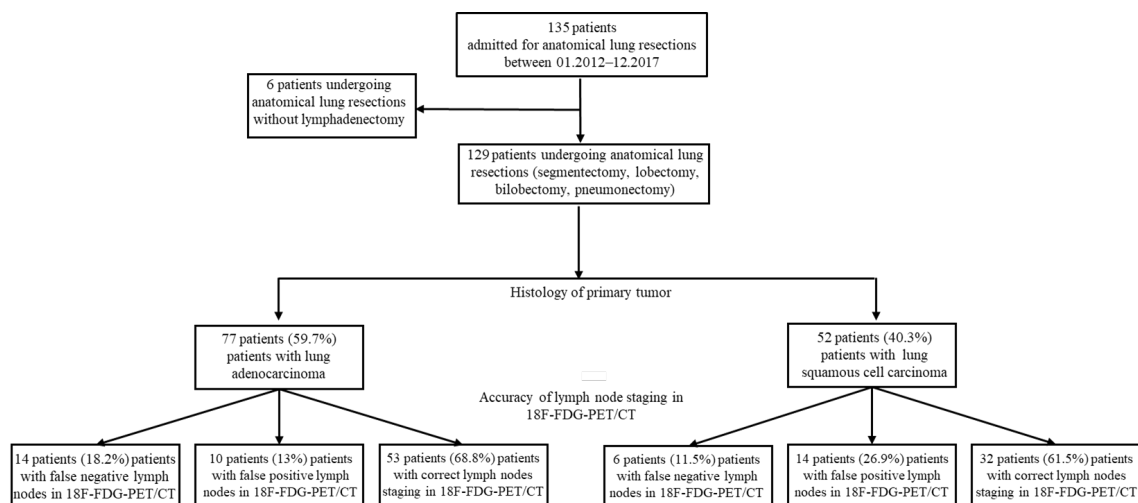 135 patients
admitted for anatomical lung resections
between 01.2012–12.2017
6 patients undergoing
anatomical lung resections
without lymphadenectomy
129 patients undergoing anatomical lung
resections (segmentectomy, lobectomy,
bilobectomy, pneumonectomy)
Histology of primary tumor
77 patients (59.7%)
patients with lung
adenocarcinoma
52 patients (40.3%)
patients with lung
squamous cell carcinoma
Accuracy of lymph node staging in
18F-FDG-PET/CT
14 patients (18.2%) patients
with false negative lymph
nodes in 18F-FDG-PET/CT
10 patients (13%) patients
with false positive lymph
nodes in 18F-FDG-PET/CT
53 patients (68.8%) patients
with correct lymph nodes
staging in 18F-FDG-PET/CT
6 patients (11.5%) patients
with false negative lymph
nodes in 18F-FDG-PET/CT
14 patients (26.9%) patients
with false positive lymph
nodes in 18F-FDG-PET/CT
32 patients (61.5%) patients
with correct lymph nodes
staging in 18F-FDG-PET/CT